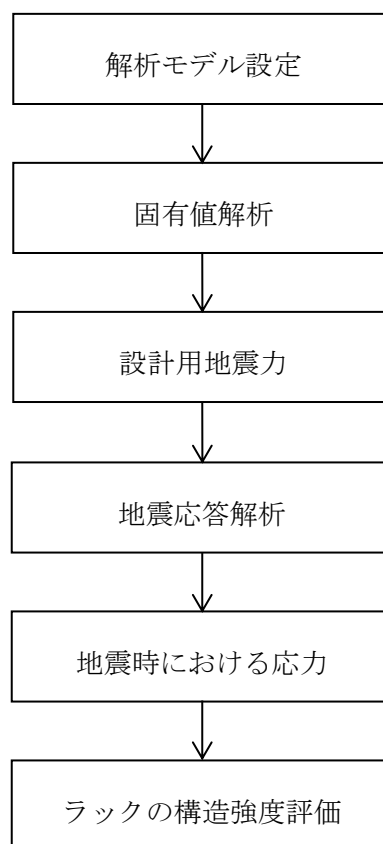 解析モデル設定
固有値解析
設計用地震力
地震応答解析
地震時における応力
ラックの構造強度評価